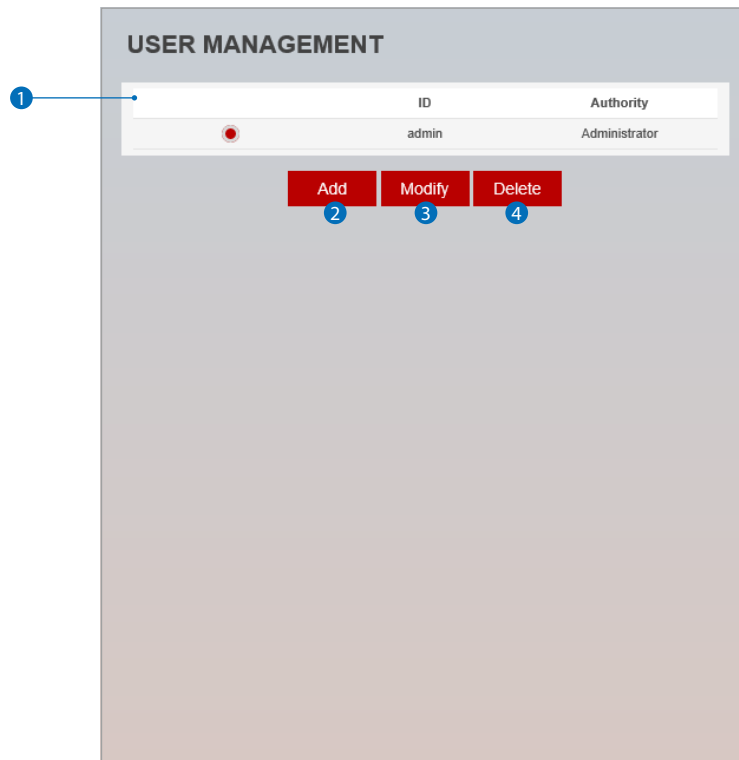 USER MANAGEMENT
1
ID Authority
admin Administrator
Add Modify Delete
2 3 4